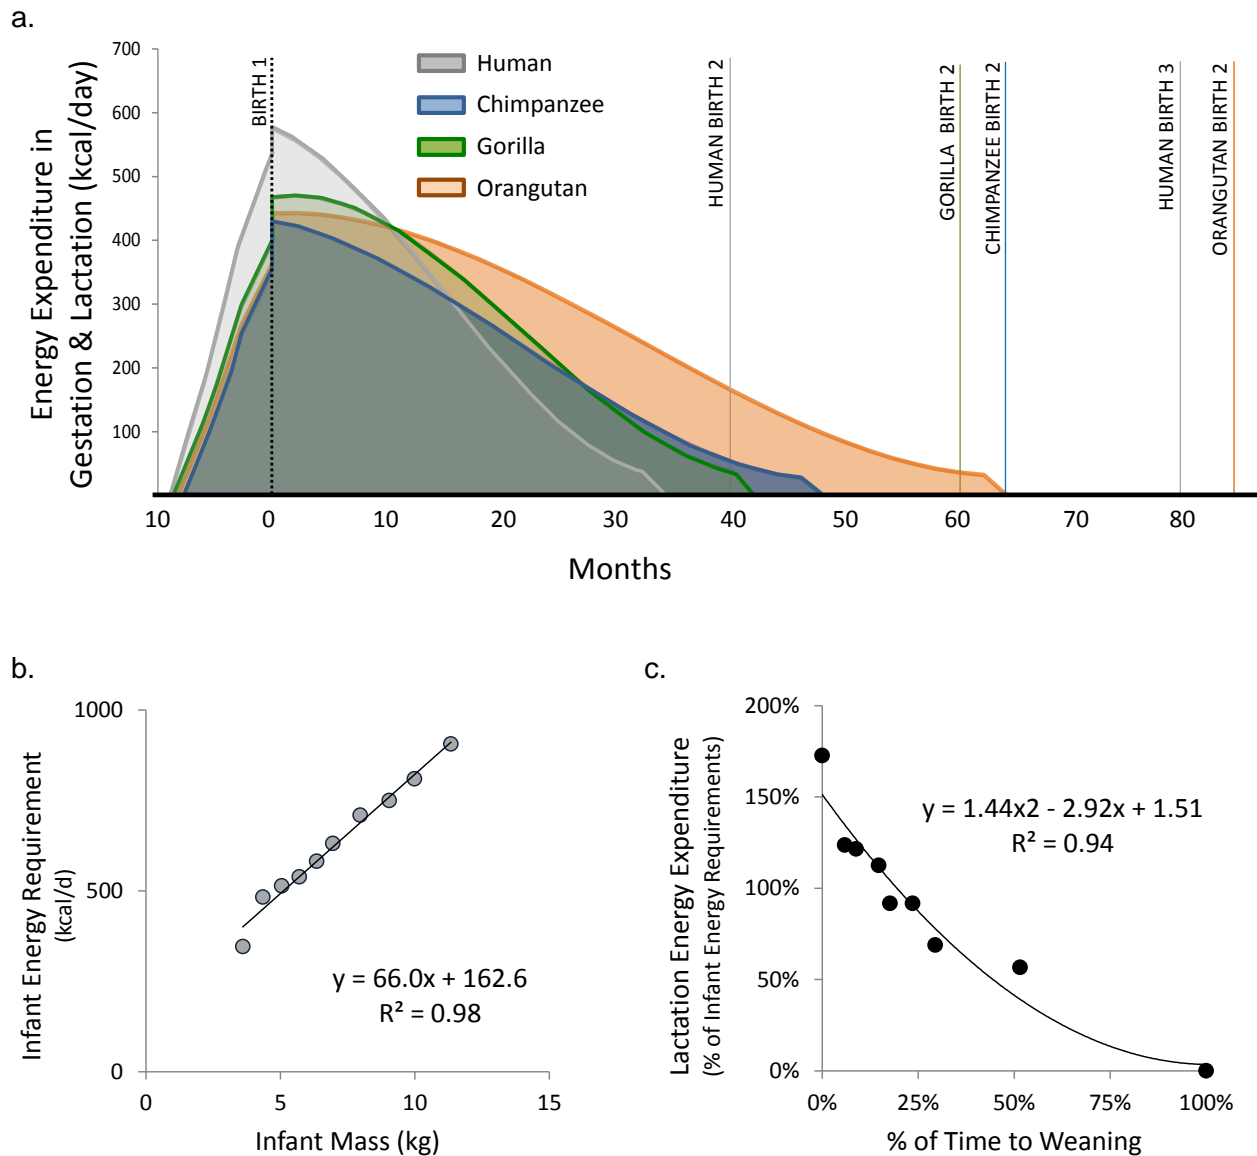 a.
Energy Expenditure in
Gestation & Lactation (kcal/day)
700
600
500
400
300
200
100
BIRTH 1
Human
Chimpanzee
Gorilla
Orangutan
HUMAN BIRTH 2
GORILLA BIRTH 2
CHIMPANZEE BIRTH 2
HUMAN BIRTH 3
ORANGUTAN BIRTH 2
10 0 10 20 30 40 50 60 70 80
Months
b.
Infant Energy Requirement
(kcal/d)
1000
500
0
y = 66.0x + 162.6
R² = 0.98
0 5 10 15
Infant Mass (kg)
c.
Lactation Energy Expenditure
(% of Infant Energy Requirements)
200%
150%
100%
50%
0%
y = 1.44x2 - 2.92x + 1.51
R² = 0.94
0% 25% 50% 75% 100%
% of Time to Weaning